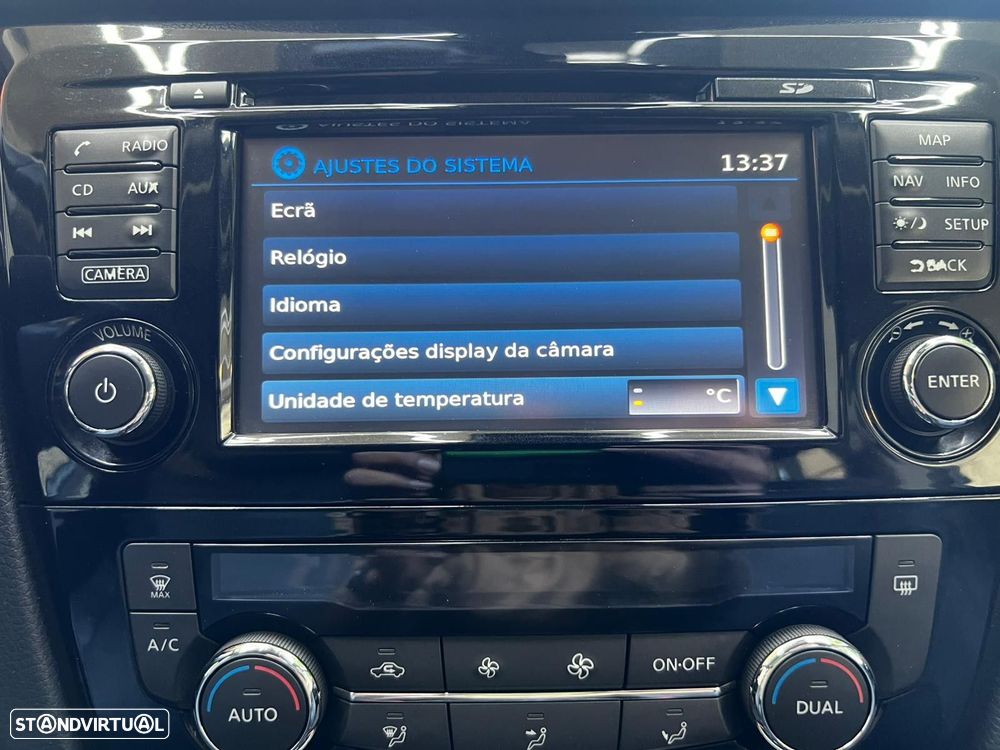 SD
RADIO
CD AUX
CAMERA
VOLUME
AJUSTES DO SISTEMA 13:37
Ecrã
Relógio
Idioma
Configurações display da câmara
Unidade de temperatura °C
MAP
NAV INFO
SETUP
BACK
ENTER
MAX
A/C
ON·OFF
AUTO
DUAL
STANDVIRTUAL